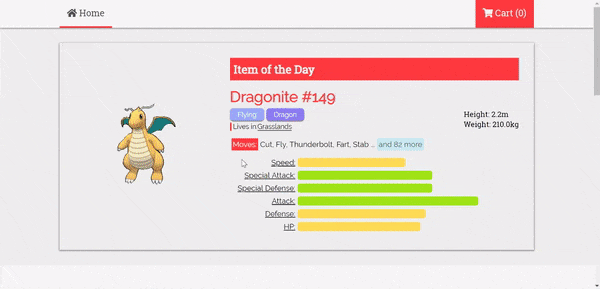 Home
Cart (0)
Item of the Day
Dragonite #149
Flying Dragon
Height: 2.2m
Lives in Grasslands
Weight: 210.0kg
Moves: Cut, Fly, Thunderbolt, Fart, Stab .. and 82 more
Speed:
Special Attack:
Special Defense:
Attack:
Defense:
HP: